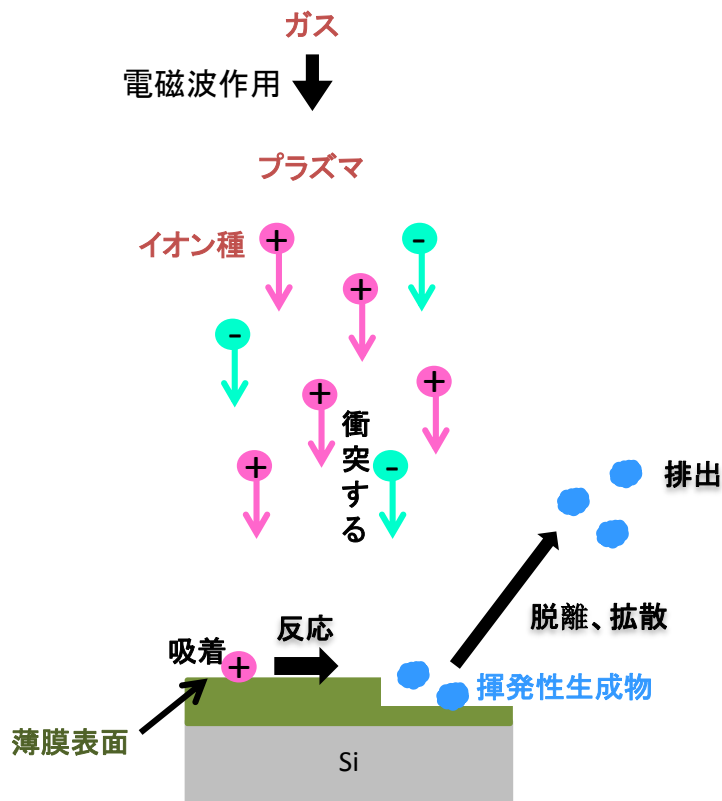 ガス
電磁波作用
プラズマ
イオン種
+
-
+
-
+
+
衝突する
+
-
排出
脱離、拡散
反応
吸着
+
揮発性生成物
薄膜表面
Si